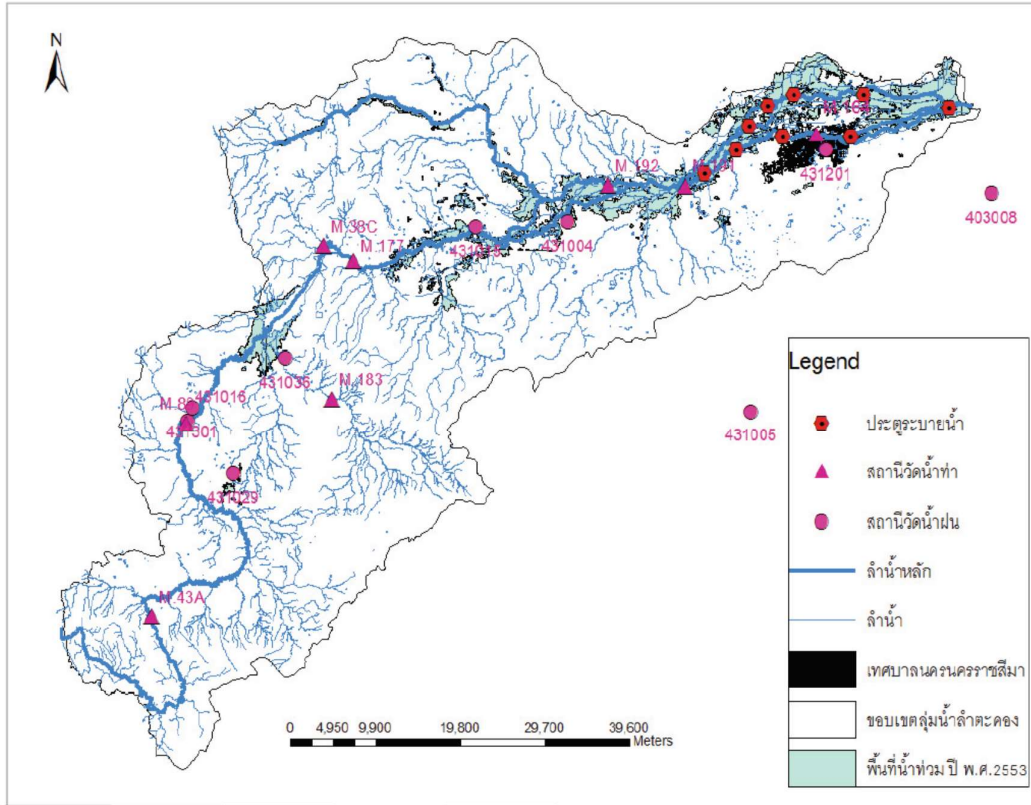 N
M.164
M.192
M.191
431201
403008
M.38C
M.177
431018
431004
431036
M.183
431016
431301
431005
431029
M.43A
Legend
ประตูระบายน้ำ
สถานีวัดน้ำท่า
สถานีวัดน้ำฝน
ลำน้ำหลัก
ลำน้ำ
เทศบาลนครนครราชสีมา
ขอบเขตลุ่มน้ำลำตะคอง
พื้นที่น้ำท่วม ปี พ.ศ.2553
0 4,950 9,900 19,800 29,700 39,600
Meters